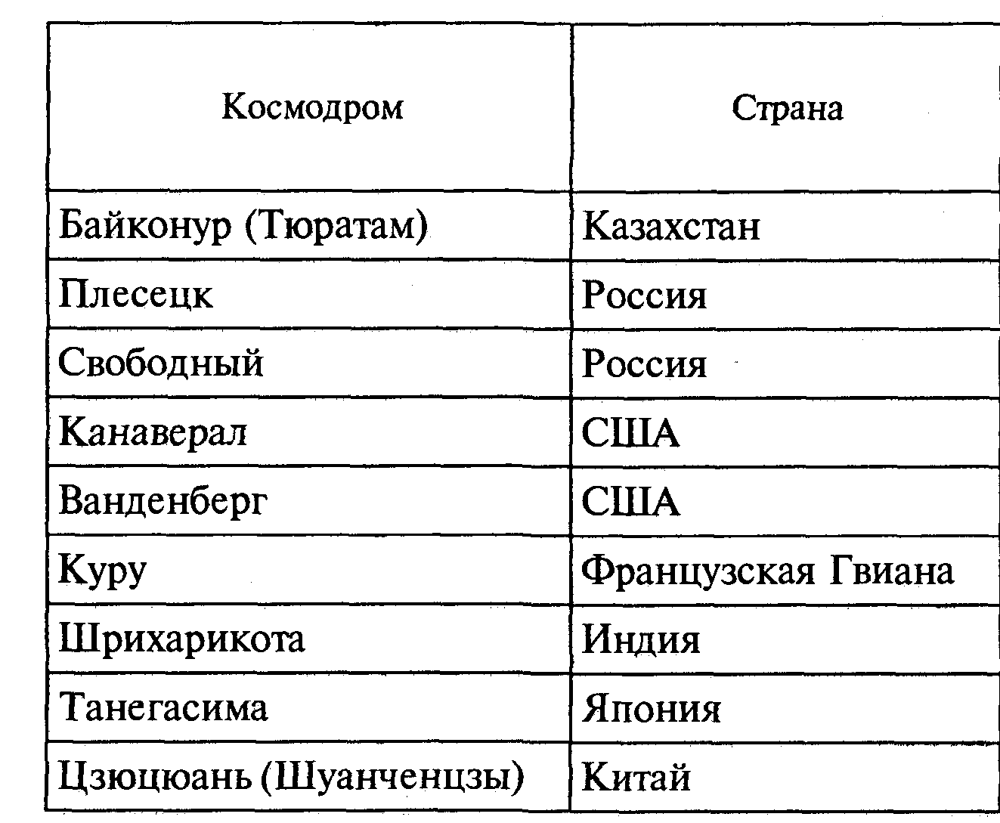 Космодром Страна
Байконур (Тюратам) Казахстан
Плесецк Россия
Свободный Россия
Канаверал США
Ванденберг США
Куру Французская Гвиана
Шрихарикота Индия
Танегасима Япония
Цзюцюань (Шуанченцзы) Китай